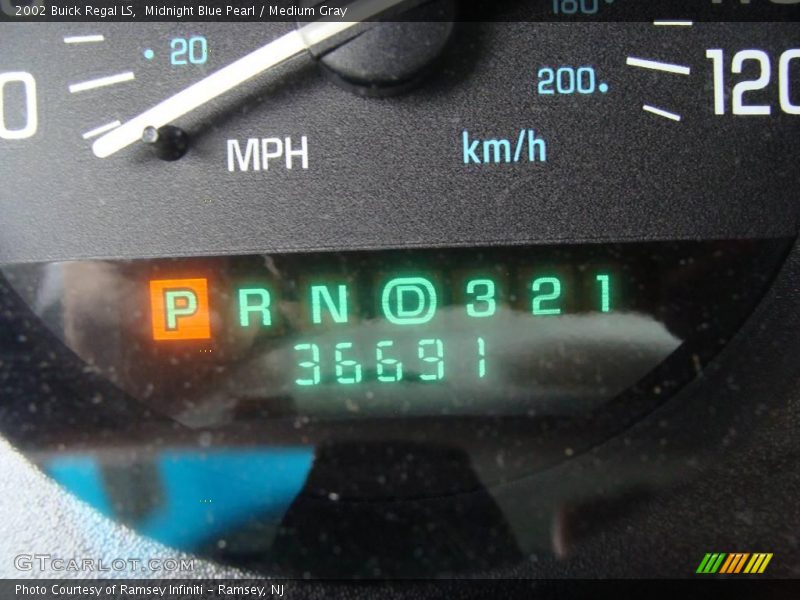 2002 Buick Regal LS,  Midnight Blue Pearl / Medium Gray
20
200
120
0
MPH
km/h
P R N D 3 2 1
36691
GTCARLOT.COM
Photo Courtesy of Ramsey Infiniti - Ramsey, NJ